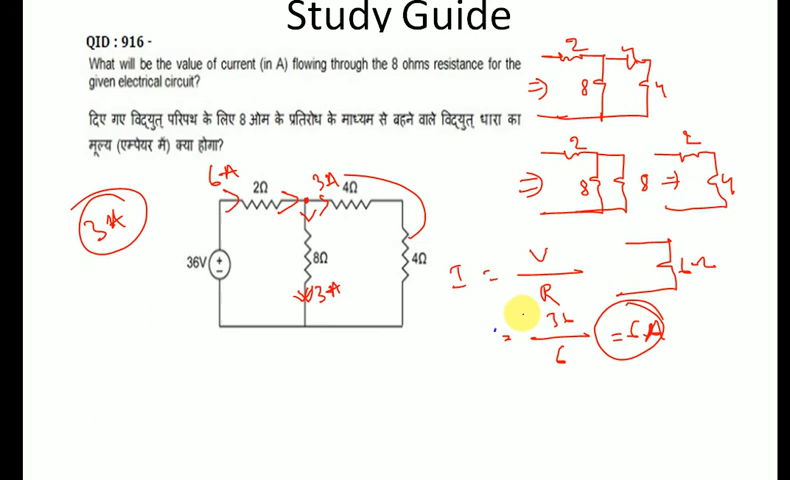 Study Guide
QID : 916 -
What will be the value of current (in A) flowing through the 8 ohms resistance for the
given electrical circuit?
दिए गए विद्युत् परिपथ के लिए 8 ओम के प्रतिरोध के माध्यम से बहने वाले विद्युत् धारा का
मूल्य (एम्पेयर में) क्या होगा?
2 4
⇒ 8 4
2 2
⇒ 8 8 ⇒ 4
6A 3A
2Ω 4Ω
3A
36V 8Ω 4Ω
3A
I = V
R
6Ω
= 36
6
= 6A